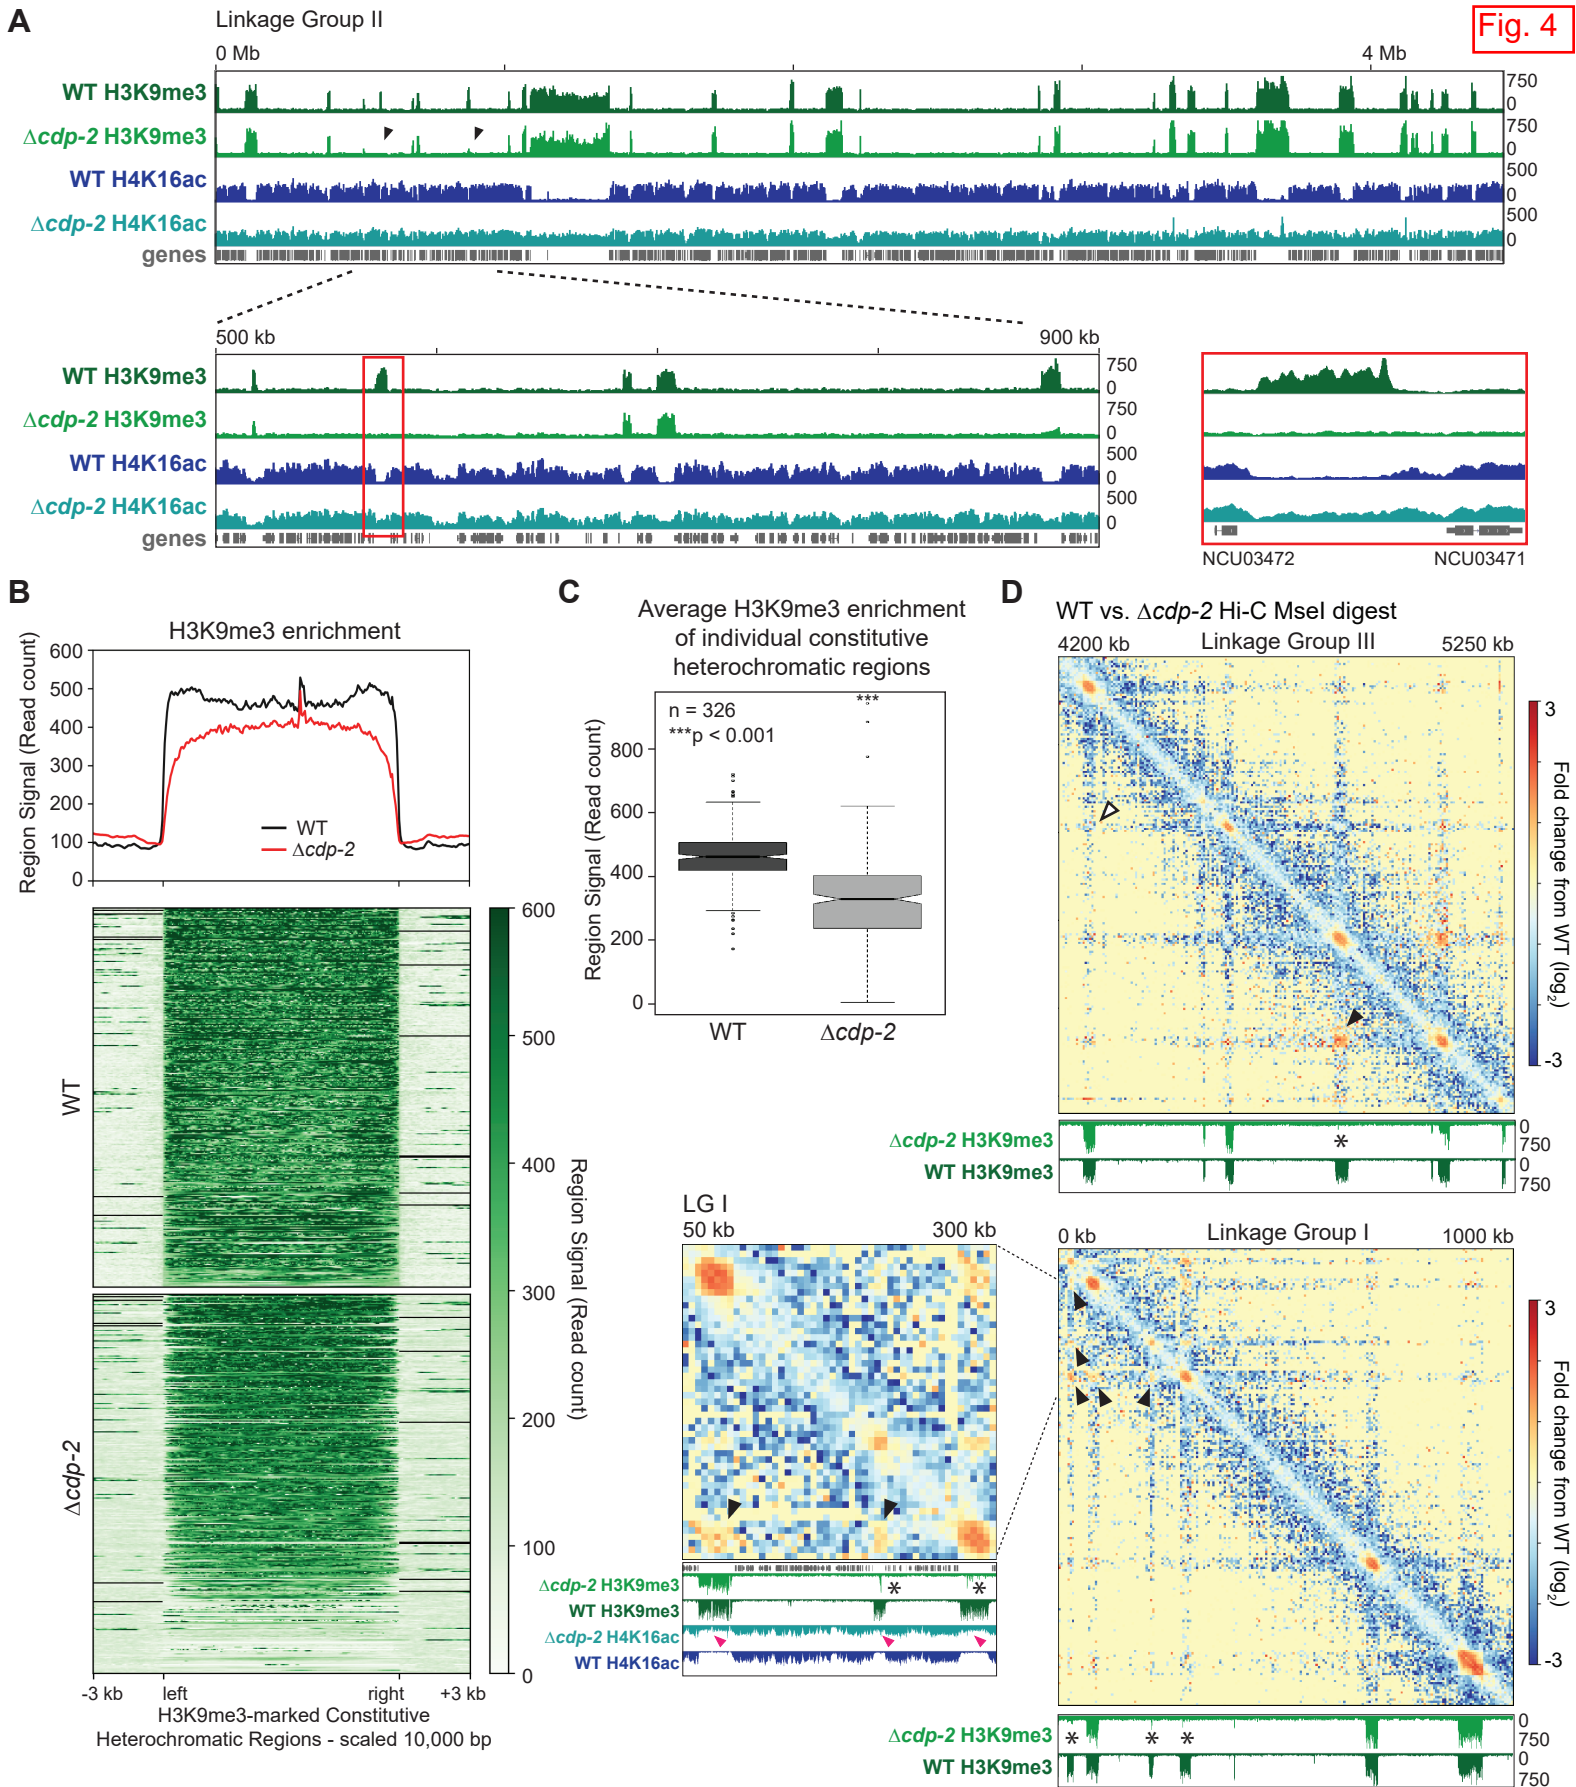 A
Linkage Group II
Fig. 4
0 Mb
4 Mb
WT H3K9me3
750
0
Δcdp-2 H3K9me3
750
0
WT H4K16ac
500
0
Δcdp-2 H4K16ac
500
0
genes
500 kb
900 kb
WT H3K9me3
750
0
Δcdp-2 H3K9me3
750
0
WT H4K16ac
500
0
Δcdp-2 H4K16ac
500
0
genes
NCU03472
NCU03471
B
H3K9me3 enrichment
Region Signal (Read count)
600
500
400
300
200
100
0
WT
Δcdp-2
WT
Δcdp-2
600
500
400
300
200
100
0
Region Signal (Read count)
-3 kb
left
right
+3 kb
H3K9me3-marked Constitutive
Heterochromatic Regions - scaled 10,000 bp
C
Average H3K9me3 enrichment
of individual constitutive
heterochromatic regions
n = 326
***p < 0.001
***
Region Signal (Read count)
800
600
400
200
0
WT
Δcdp-2
D
WT vs. Δcdp-2 Hi-C MseI digest
4200 kb
Linkage Group III
5250 kb
3
Fold change from WT (log2)
-3
Δcdp-2 H3K9me3
*
0
750
WT H3K9me3
0
750
LG I
50 kb
300 kb
Δcdp-2 H3K9me3
*
*
WT H3K9me3
Δcdp-2 H4K16ac
WT H4K16ac
0 kb
Linkage Group I
1000 kb
3
Fold change from WT (log2)
-3
Δcdp-2 H3K9me3
*
*
*
0
750
WT H3K9me3
0
750